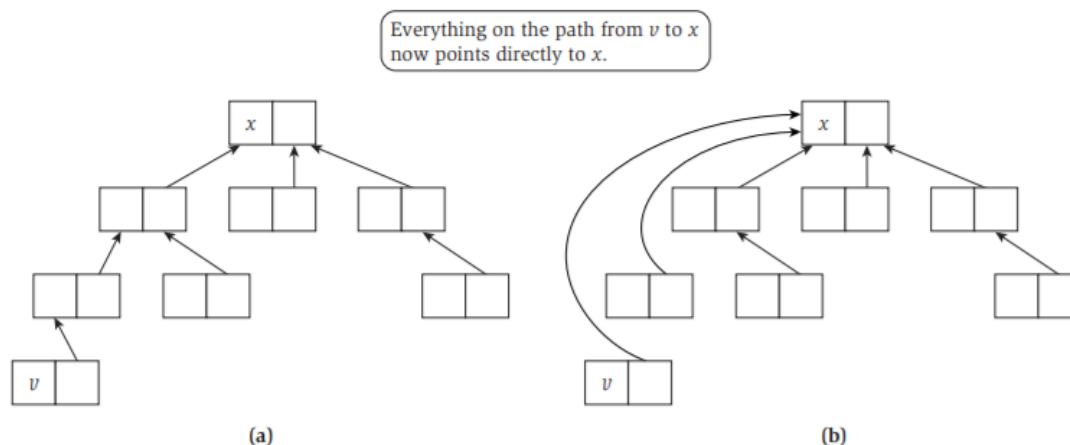 Everything on the path from v to x
now points directly to x.
x
x
v
v
(a)
(b)